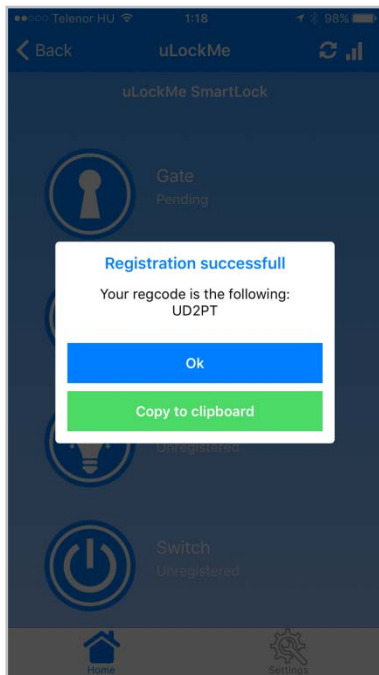 Telenor HU 1:18 98%
Back uLockMe
uLockMe SmartLock
Gate
Pending
Registration successfull
Your regcode is the following:
UD2PT
Ok
Copy to clipboard
Unregistered
Switch
Unregistered
Home Settings